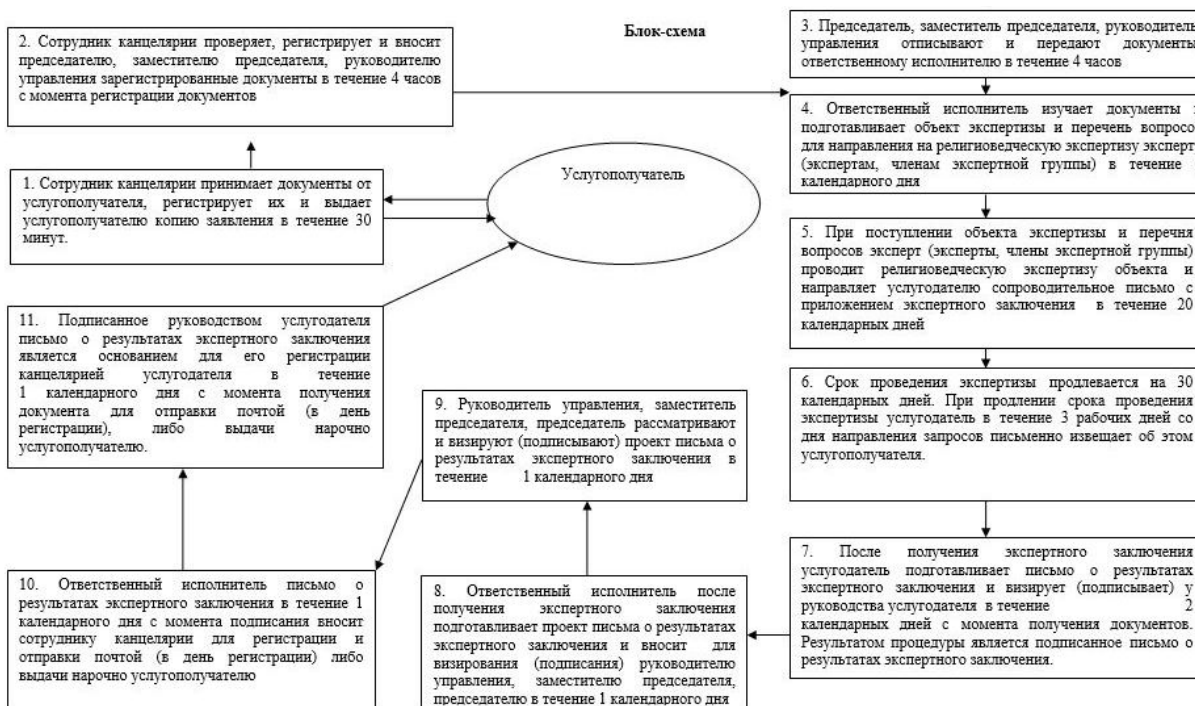 Блок-схема
2. Сотрудник канцелярии проверяет, регистрирует и вносит
председателю, заместителю председателя, руководителю
управления зарегистрированные документы в течение 4 часов
с момента регистрации документов
3. Председатель, заместитель председателя, руководитель
управления отписывают и передают документы
ответственному исполнителю в течение 4 часов
4. Ответственный исполнитель изучает документы
подготавливает объект экспертизы и перечень
для направления на религиоведческую экспертизу
(экспертам, членам экспертной группы) в течение
календарного дня
Услугополучатель
1. Сотрудник канцелярии принимает документы от
услугополучателя, регистрирует их и выдает
услугополучателю копию заявления в течение 30
минут.
5. При поступлении объекта экспертизы и перечня
вопросов эксперт (эксперты, члены экспертной группы)
проводит религиоведческую экспертизу объекта и
направляет услугодателю сопроводительное письмо с
приложением экспертного заключения в течение 20
календарных дней
11. Подписанное руководством услугодателя
письмо о результатах экспертного заключения
является основанием для его регистрации
канцелярией услугодателя в течение
1 календарного дня с момента получения
документа для отправки почтой (в день
регистрации), либо выдачи нарочно
услугополучателю.
9. Руководитель управления, заместитель
председателя, председатель рассматривают
и визируют (подписывают) проект письма о
результатах экспертного заключения в
течение 1 календарного дня
6. Срок проведения экспертизы продлевается на 30
календарных дней. При продлении срока проведения
экспертизы услугодатель в течение 3 рабочих дней со
дня направления запросов письменно извещает об этом
услугополучателя.
10. Ответственный исполнитель письмо о
результатах экспертного заключения в течение 1
календарного дня с момента подписания вносит
сотруднику канцелярии для регистрации и
отправки почтой (в день регистрации) либо
выдачи нарочно услугополучателю
8. Ответственный исполнитель после
получения экспертного заключения
подготавливает проект письма о результатах
экспертного заключения и вносит для
визирования (подписания) руководителю
управления, заместителю председателя,
председателю в течение 1 календарного дня
7. После получения экспертного заключения
услугодатель подготавливает письмо о результатах
экспертного заключения и визирует (подписывает) у
руководства услугодателя в течение 2
календарных дней с момента получения документов.
Результатом процедуры является подписанное письмо о
результатах экспертного заключения.